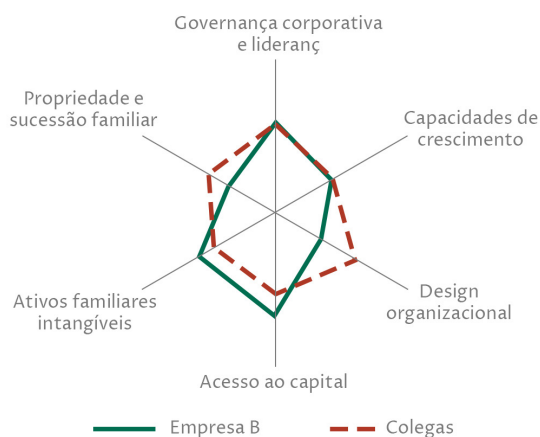 Governança corporativa
e lideranç
Propriedade e
sucessão familiar
Capacidades de
crescimento
Ativos familiares
intangíveis
Design
organizacional
Acesso ao capital
Empresa B
Colegas